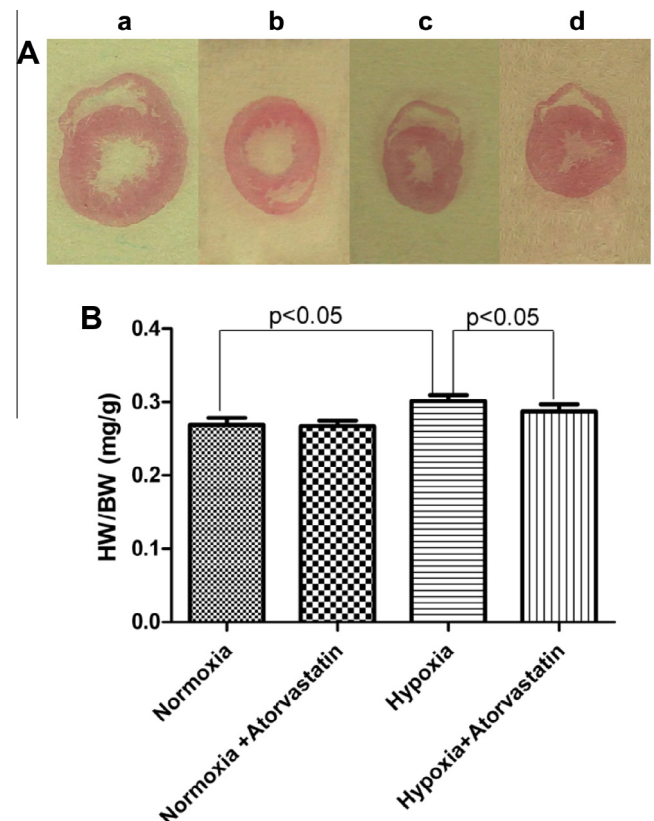 a b c d
A
B
p<0.05 p<0.05
0.4
0.3
0.2
0.1
0.0
HW/BW (mg/g)
Normoxia
Normoxia +Atorvastatin
Hypoxia
Hypoxia+Atorvastatin